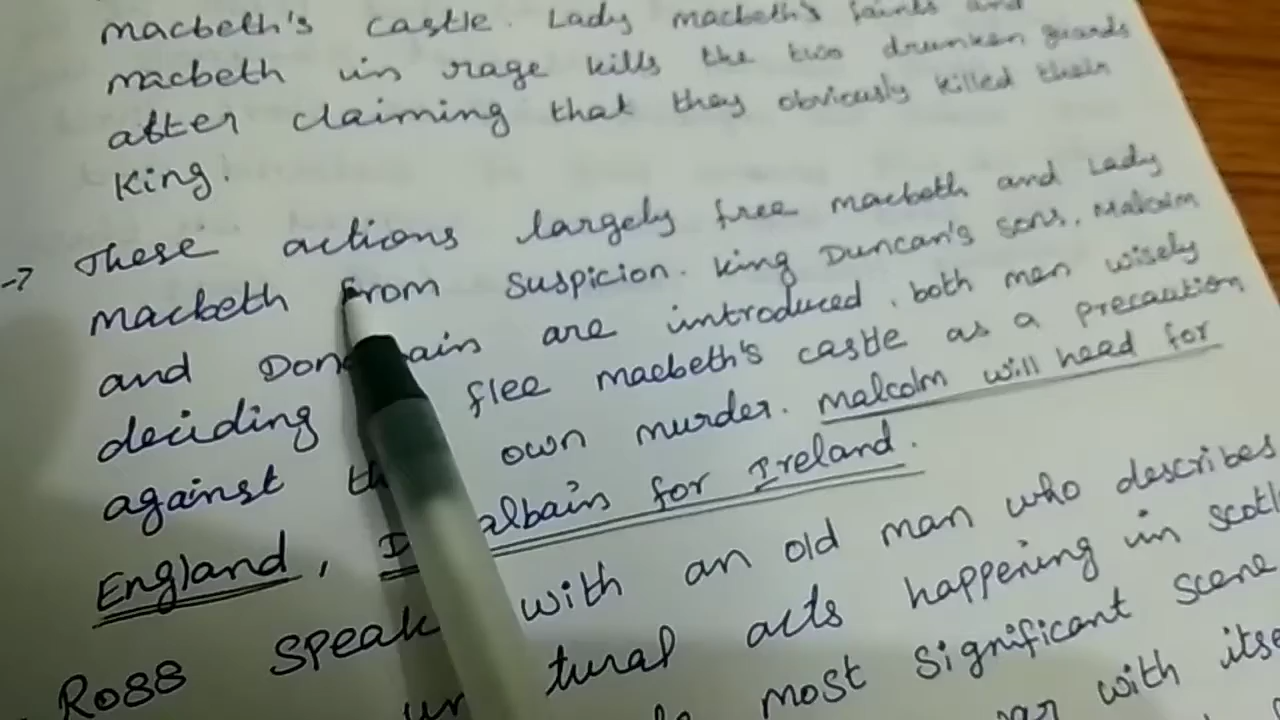 macbeth's castle. Lady macbeth's faints and
macbeth in rage kills the two drunken guards
after claiming that they obviously killed their
King.
→ These actions largely free macbeth and Lady
macbeth From suspicion. King Duncan's sons, Malcolm
and ain are introduced. both men wisely
deciding flee macbeth's castle as a precaution
against own murder. Malcolm will head for
England, albain for Ireland.
Ross speak with an old man who describes
tural acts happening in
most significant scene
with